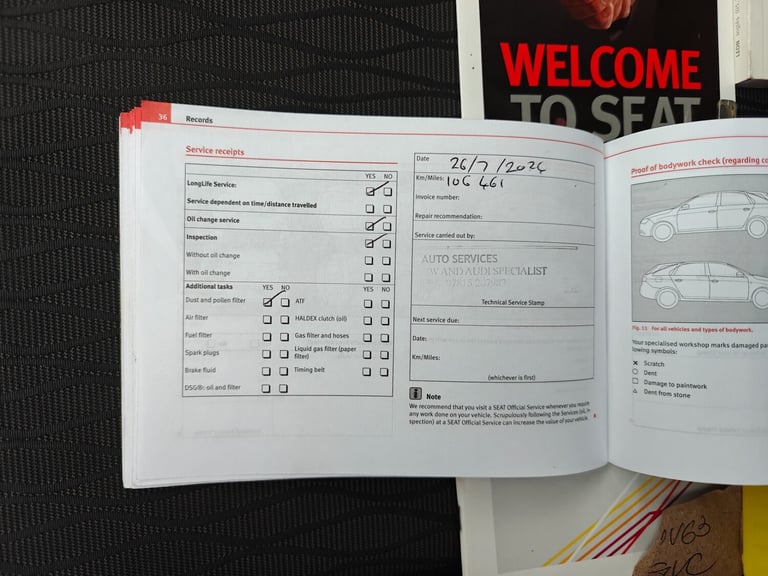 WELCOME
TO SEAT
36 Records
Service receipts
YES NO
LongLife Service:
Service dependent on time/distance travelled
Oil change service
Inspection
Without oil change
With oil change
Additional tasks YES NO YES NO
Dust and pollen filter ATF
Air filter HALDEX clutch (oil)
Fuel filter Gas filter and hoses
Spark plugs Liquid gas filter (paper filter)
Brake fluid Timing belt
DSG®: oil and filter
Date 26/7/2024
Km/Miles: 106 461
Invoice number:
Repair recommendation:
Service carried out by:
AUTO SERVICES
VW AND AUDI SPECIALIST
Technical Service Stamp
Next service due:
Date:
Km/Miles:
(whichever is first)
Note
We recommend that you visit a SEAT Official Service whenever you require
any work done on your vehicle. Scrupulously following the Services (oil, in-
spection) at a SEAT Official Service can increase the value of your vehicle.
Proof of bodywork check (regarding
Fig. 11 For all vehicles and types of bodywork.
Your specialised workshop marks damaged
lowing symbols:
× Scratch
○ Dent
□ Damage to paintwork
△ Dent from stone